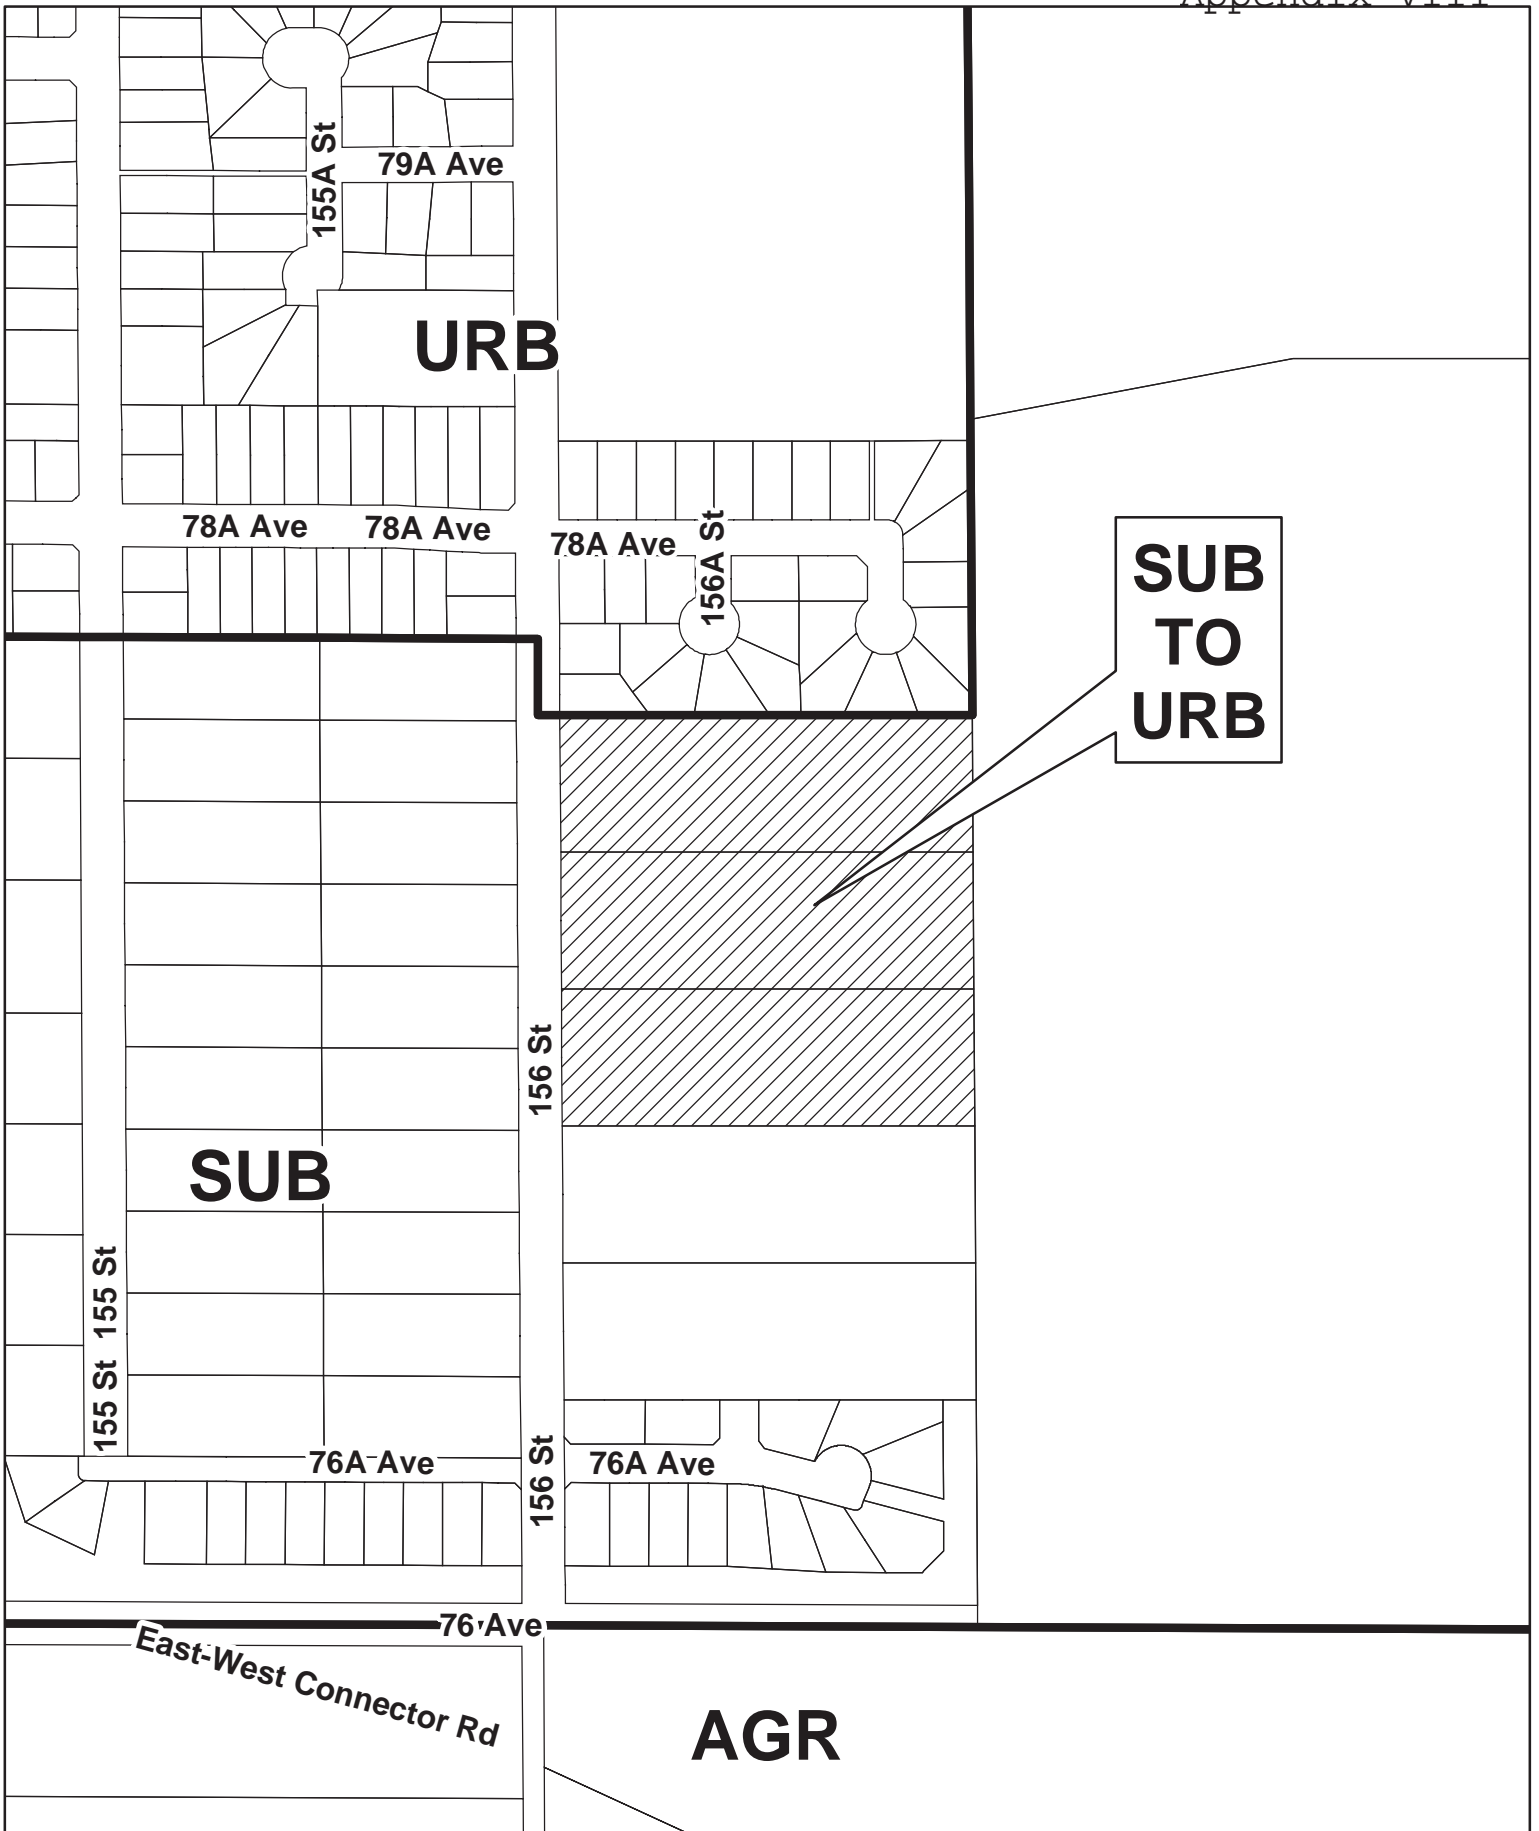 Appendix VIII
155A St
79A Ave
URB
78A Ave
78A Ave
78A Ave
156A St
SUB
TO
URB
156 St
SUB
155 St
155 St
76A Ave
156 St
76A Ave
76 Ave
East-West Connector Rd
AGR